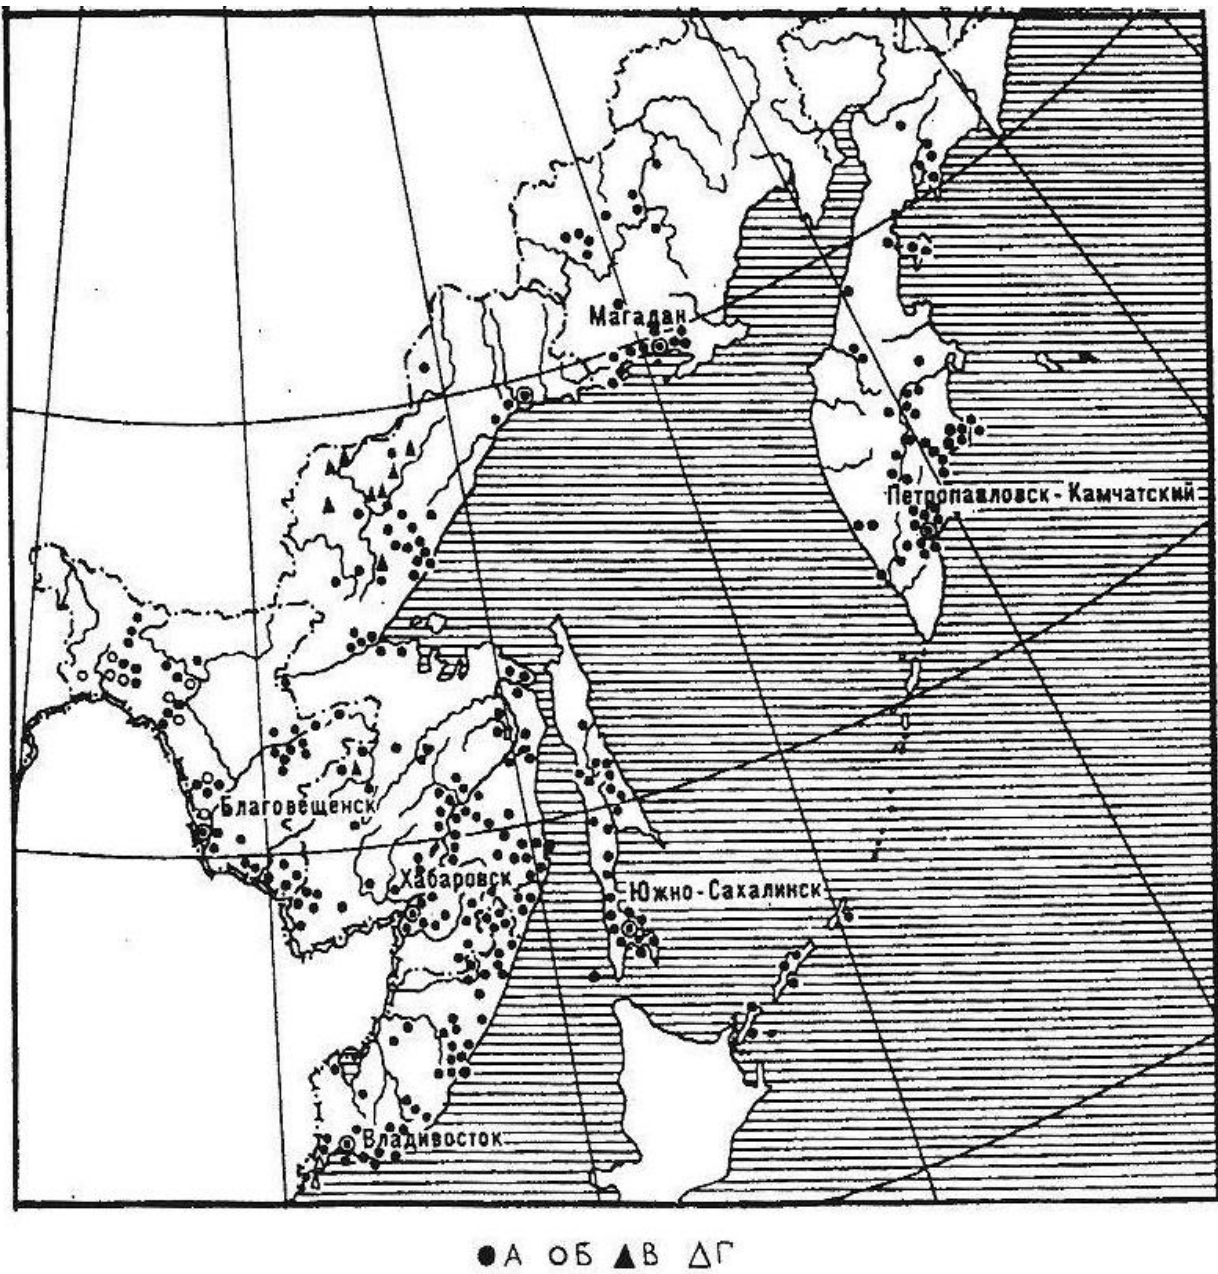 Магадан
Петропавловск-Камчатский
Благовещенск
Хабаровск
Южно-Сахалинск
Владивосток
А Б В Г